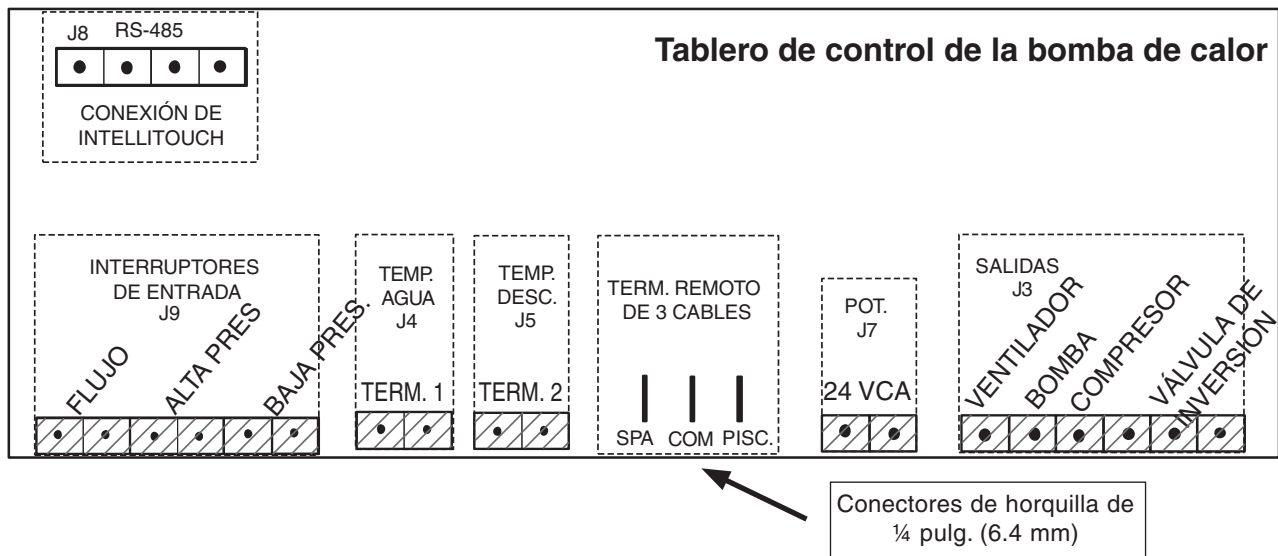 J8 RS-485
CONEXIÓN DE
INTELLITOUCH
Tablero de control de la bomba de calor
INTERRUPTORES
DE ENTRADA
J9
FLUJO
ALTA PRES
BAJA PRES.
TEMP.
AGUA
J4
TERM. 1
TEMP.
DESC.
J5
TERM. 2
TERM. REMOTO
DE 3 CABLES
SPA COM PISC.
POT.
J7
24 VCA
SALIDAS
J3
VENTILADOR
BOMBA
COMPRESOR
VÁLVULA DE
INVERSIÓN
Conectores de horquilla de
¼ pulg. (6.4 mm)